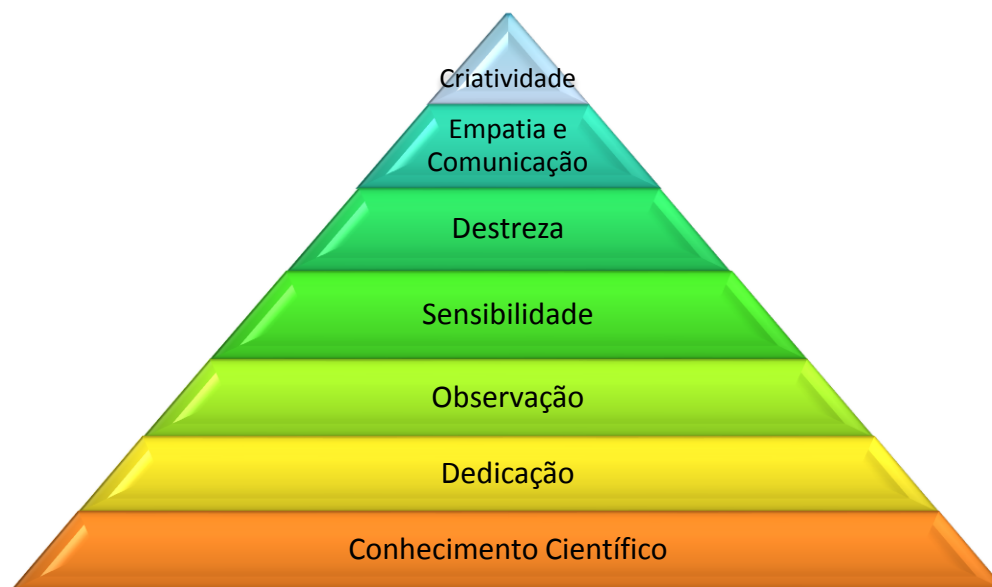 Criatividade
Empatia e
Comunicação
Destreza
Sensibilidade
Observação
Dedicação
Conhecimento Científico